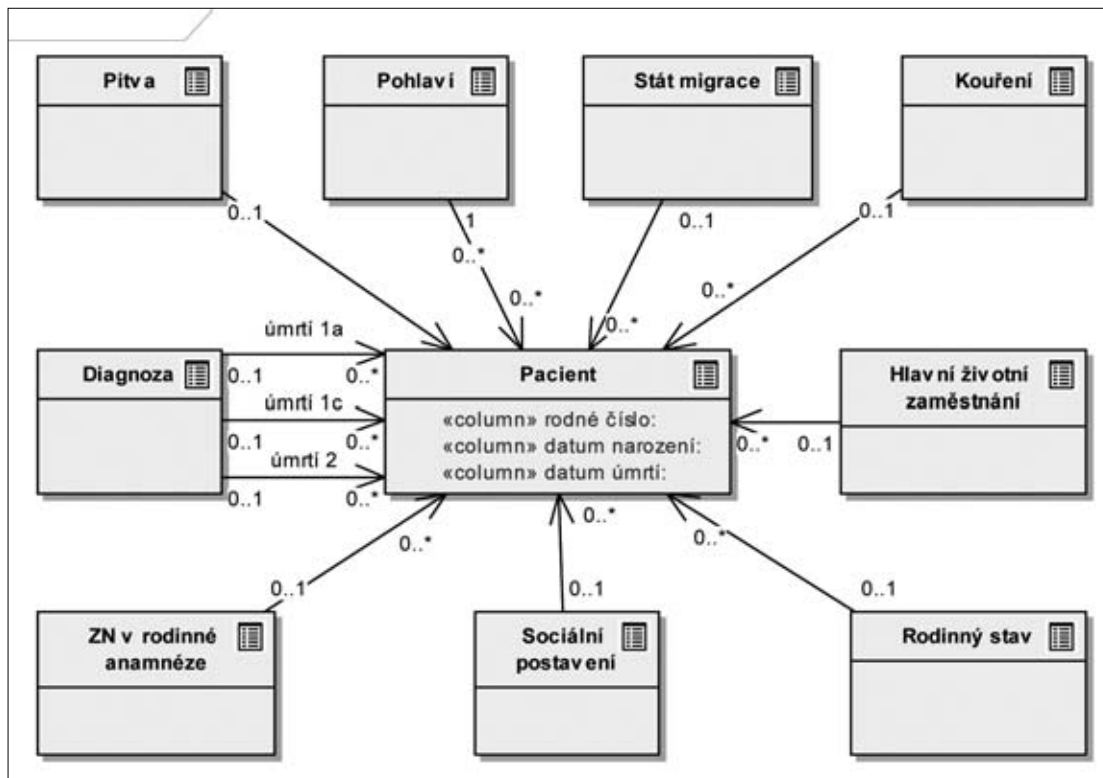 Pitva
Pohlaví
Stát migrace
Kouření
0..1
1
0..1
0..1
0..*
0..*
0..*
0..*
úmrtí 1a
0..1
0..*
Diagnoza
úmrtí 1c
0..1
0..*
úmrtí 2
0..1
0..*
Pacient
«column» rodné číslo:
«column» datum narození:
«column» datum úmrtí:
Hlavní životní
zaměstnání
0..*
0..1
0..*
0..*
0..*
0..1
0..1
0..1
ZN v rodinné
anamnéze
Sociální
postavení
Rodinný stav